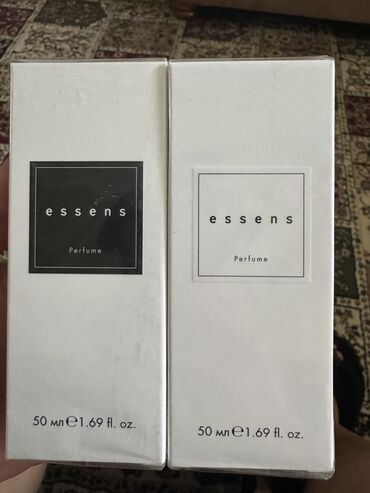 essens
Perfume
50 мл℮1.69 fl. oz.
essens
Perfume
50 мл℮1.69 fl. oz.